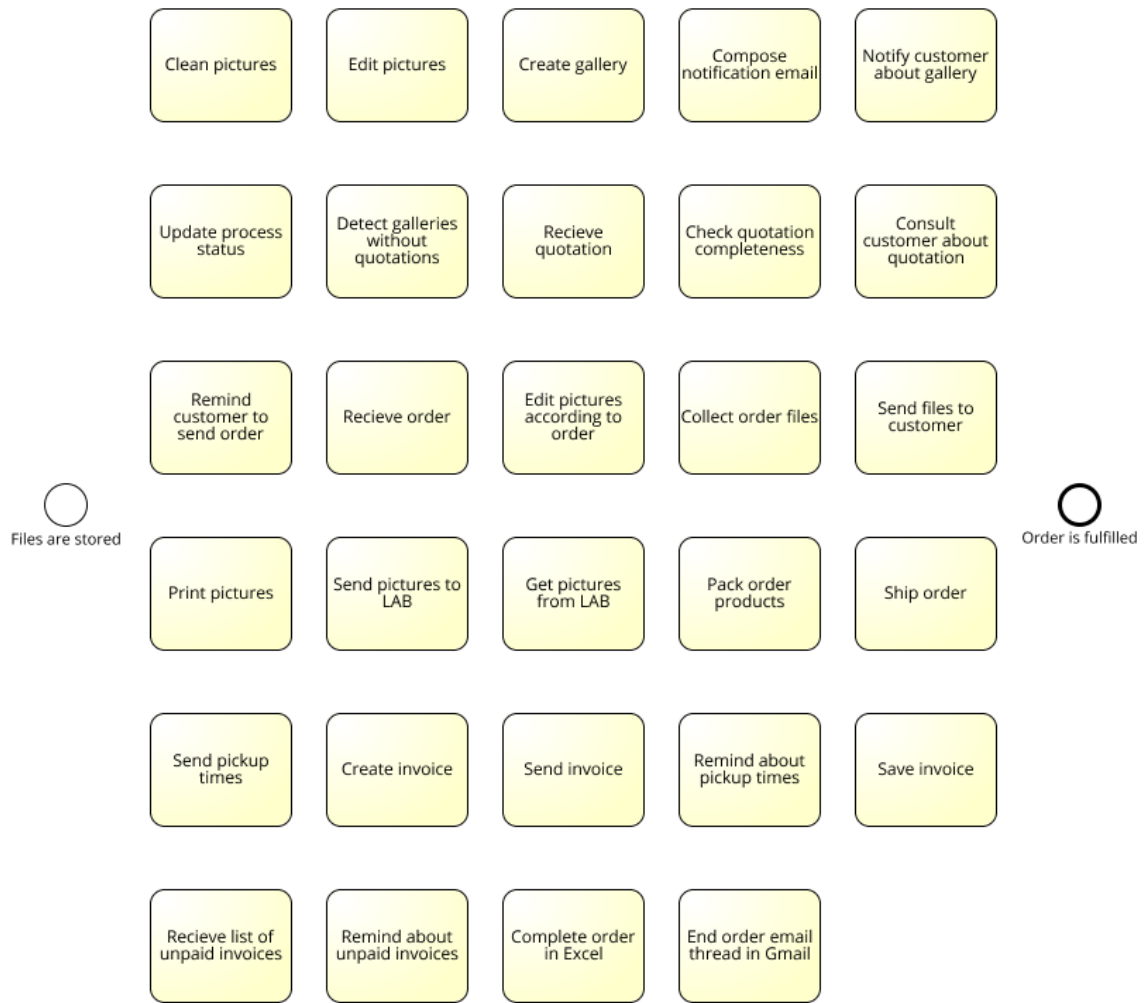 Clean pictures
Edit pictures
Create gallery
Compose
notification email
Notify customer
about gallery
Update process
status
Detect galleries
without
quotations
Recieve
quotation
Check quotation
completeness
Consult
customer about
quotation
Remind
customer to
send order
Recieve order
Edit pictures
according to
order
Collect order files
Send files to
customer
Files are stored
Order is fulfilled
Print pictures
Send pictures to
LAB
Get pictures
from LAB
Pack order
products
Ship order
Send pickup
times
Create invoice
Send invoice
Remind about
pickup times
Save invoice
Recieve list of
unpaid invoices
Remind about
unpaid invoices
Complete order
in Excel
End order email
thread in Gmail